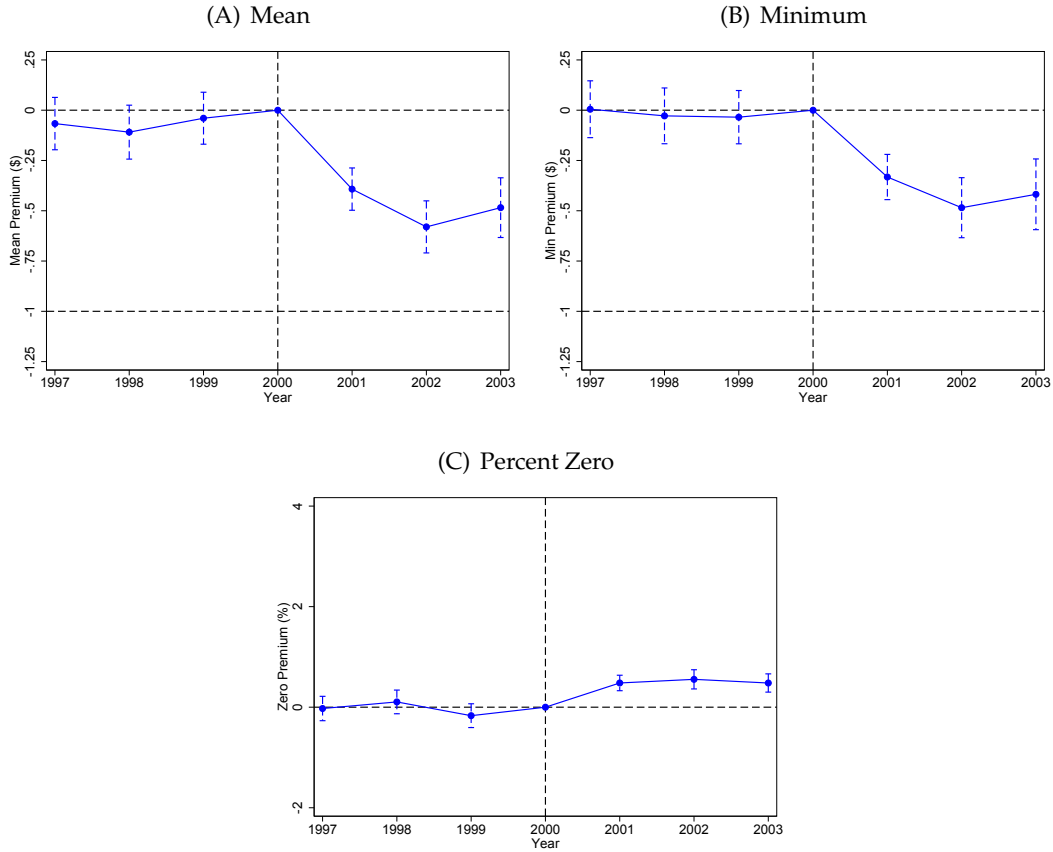 (A) Mean
Mean Premium ($)
.25
0
-.25
-.5
-.75
-1
-1.25
1997 1998 1999 2000 2001 2002 2003
Year
(B) Minimum
Min Premium ($)
.25
0
-.25
-.5
-.75
-1
-1.25
1997 1998 1999 2000 2001 2002 2003
Year
(C) Percent Zero
Zero Premium (%)
4
2
0
-2
1997 1998 1999 2000 2001 2002 2003
Year